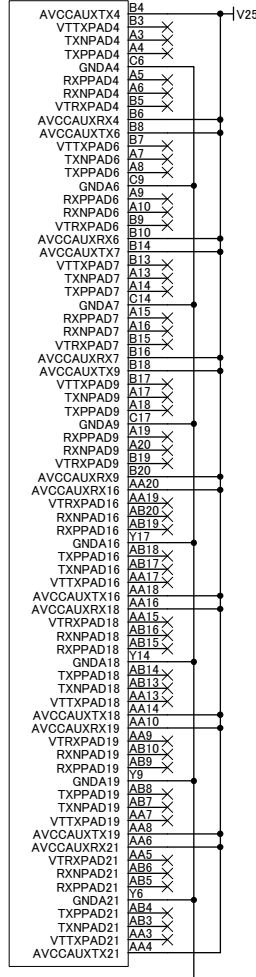 AVCCAUXTX4 B4 V25
VTTXPAD4 B3
TXNPAD4 A3
TXPPAD4 A4
GNDA4 C6
RXPPAD4 A5
RXNPAD4 A6
VTRXPAD4 B5
AVCCAUXRX4 B6
AVCCAUXTX6 B8
VTTXPAD6 B7
TXNPAD6 A7
TXPPAD6 A8
GNDA6 C9
RXPPAD6 A9
RXNPAD6 A10
VTRXPAD6 B9
AVCCAUXRX6 B10
AVCCAUXTX7 B14
VTTXPAD7 B13
TXNPAD7 A13
TXPPAD7 A14
GNDA7 C14
RXPPAD7 A15
RXNPAD7 A16
VTRXPAD7 B15
AVCCAUXRX7 B16
AVCCAUXTX9 B18
VTTXPAD9 B17
TXNPAD9 A17
TXPPAD9 A18
GNDA9 C17
RXPPAD9 A19
RXNPAD9 A20
VTRXPAD9 B19
AVCCAUXRX9 B20
AVCCAUXRX16 AA20
VTRXPAD16 AA19
RXNPAD16 AB20
RXPPAD16 AB19
GNDA16 Y17
TXPPAD16 AB18
TXNPAD16 AB17
VTTXPAD16 AA17
AVCCAUXTX16 AA18
AVCCAUXRX18 AA16
VTRXPAD18 AA15
RXNPAD18 AB16
RXPPAD18 AB15
GNDA18 Y14
TXPPAD18 AB14
TXNPAD18 AB13
VTTXPAD18 AA13
AVCCAUXTX18 AA14
AVCCAUXRX19 AA10
VTRXPAD19 AA9
RXNPAD19 AB10
RXPPAD19 AB9
GNDA19 Y9
TXPPAD19 AB8
TXNPAD19 AB7
VTTXPAD19 AA7
AVCCAUXTX19 AA8
AVCCAUXRX21 AA6
VTRXPAD21 AA5
RXNPAD21 AB6
RXPPAD21 AB5
GNDA21 Y6
TXPPAD21 AB4
TXNPAD21 AB3
VTTXPAD21 AA3
AVCCAUXTX21 AA4